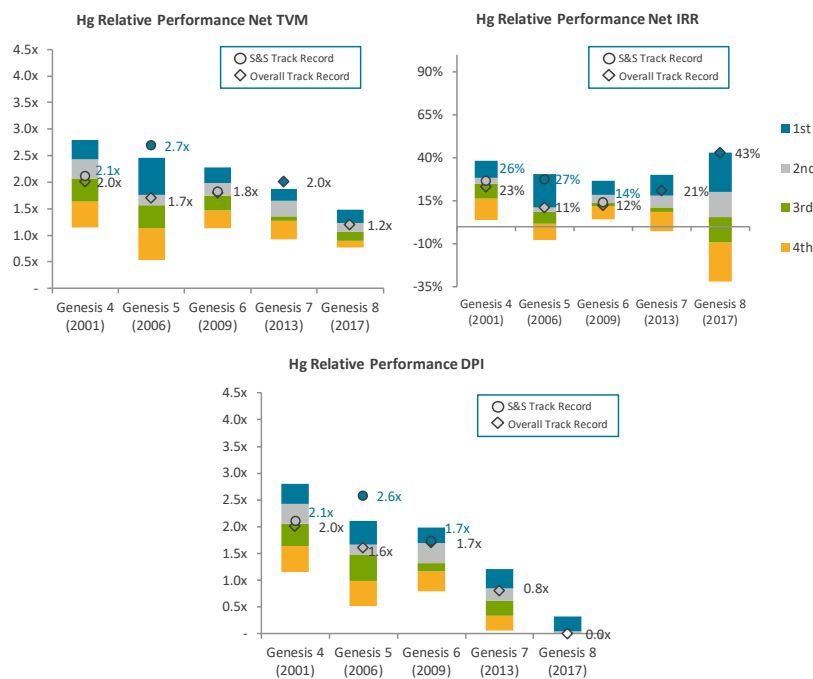 Hg Relative Performance Net TVM
4.5x
4.0x
3.5x
3.0x
2.5x
2.0x
1.5x
1.0x
0.5x
-
S&S Track Record
Overall Track Record
2.1x
2.0x
2.7x
1.7x
1.8x
2.0x
1.2x
Genesis 4
(2001)
Genesis 5
(2006)
Genesis 6
(2009)
Genesis 7
(2013)
Genesis 8
(2017)
Hg Relative Performance Net IRR
90%
65%
40%
15%
-10%
-35%
S&S Track Record
Overall Track Record
26%
23%
27%
11%
14%
12%
21%
43%
Genesis 4
(2001)
Genesis 5
(2006)
Genesis 6
(2009)
Genesis 7
(2013)
Genesis 8
(2017)
1st
2nd
3rd
4th
Hg Relative Performance DPI
4.5x
4.0x
3.5x
3.0x
2.5x
2.0x
1.5x
1.0x
0.5x
-
S&S Track Record
Overall Track Record
2.1x
2.0x
2.6x
1.6x
1.7x
1.7x
0.8x
0.0x
Genesis 4
(2001)
Genesis 5
(2006)
Genesis 6
(2009)
Genesis 7
(2013)
Genesis 8
(2017)